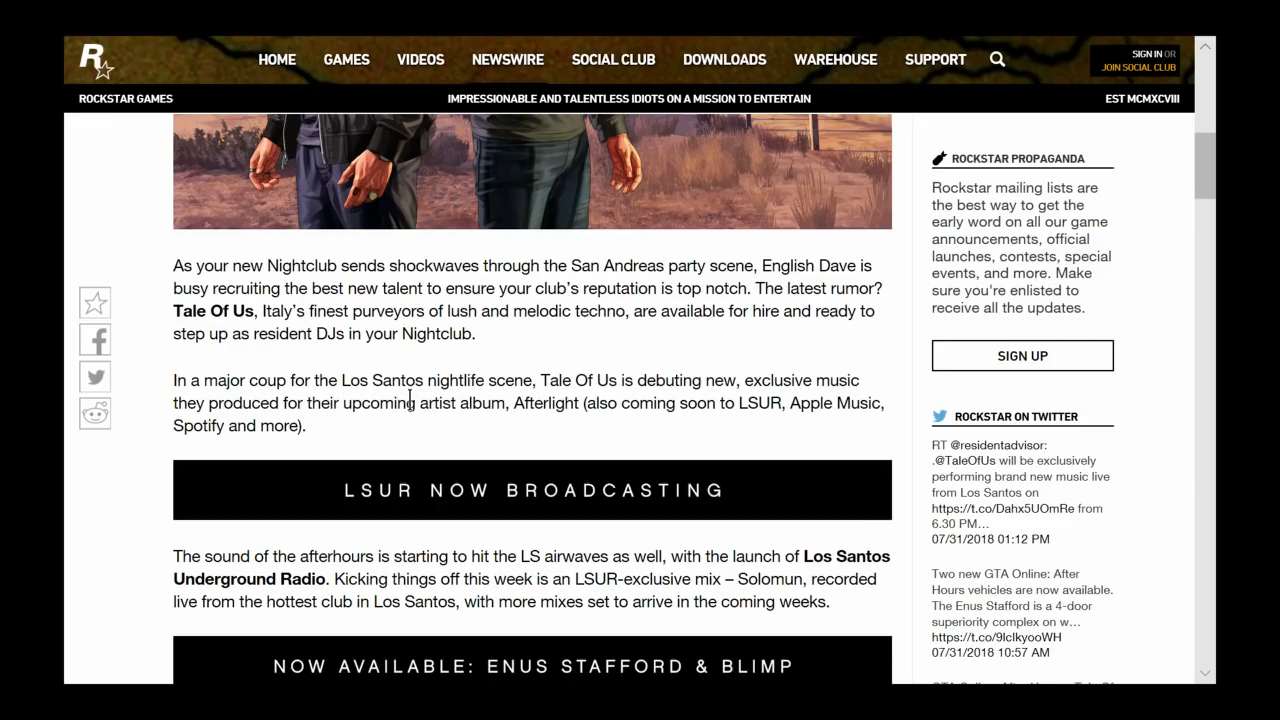 R
HOME GAMES VIDEOS NEWSWIRE SOCIAL CLUB DOWNLOADS WAREHOUSE SUPPORT
SIGN IN OR
JOIN SOCIAL CLUB
ROCKSTAR GAMES IMPRESSIONABLE AND TALENTLESS IDIOTS ON A MISSION TO ENTERTAIN EST MCMXCVIII
As your new Nightclub sends shockwaves through the San Andreas party scene, English Dave is
busy recruiting the best new talent to ensure your club's reputation is top notch. The latest rumor?
Tale Of Us, Italy's finest purveyors of lush and melodic techno, are available for hire and ready to
step up as resident DJs in your Nightclub.
In a major coup for the Los Santos nightlife scene, Tale Of Us is debuting new, exclusive music
they produced for their upcoming artist album, Afterlight (also coming soon to LSUR, Apple Music,
Spotify and more).
LSUR NOW BROADCASTING
The sound of the afterhours is starting to hit the LS airwaves as well, with the launch of Los Santos
Underground Radio. Kicking things off this week is an LSUR-exclusive mix – Solomun, recorded
live from the hottest club in Los Santos, with more mixes set to arrive in the coming weeks.
NOW AVAILABLE: ENUS STAFFORD & BLIMP
ROCKSTAR PROPAGANDA
Rockstar mailing lists are
the best way to get the
early word on all our game
announcements, official
launches, contests, special
events, and more. Make
sure you're enlisted to
receive all the updates.
SIGN UP
ROCKSTAR ON TWITTER
RT @residentadvisor:
.@TaleOfUs will be exclusively
performing brand new music live
from Los Santos on
https://t.co/Dahx5UOmRe from
6.30 PM…
07/31/2018 01:12 PM
Two new GTA Online: After
Hours vehicles are now available.
The Enus Stafford is a 4-door
superiority complex on w…
https://t.co/9lclkyooWH
07/31/2018 10:57 AM